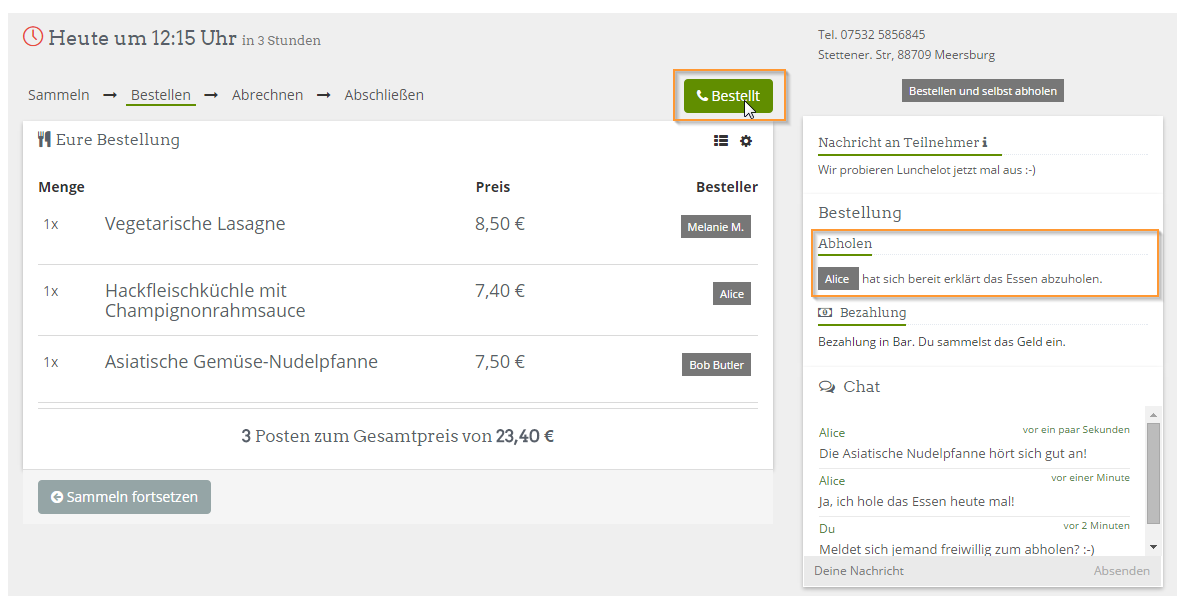 Heute um 12:15 Uhr in 3 Stunden
Sammeln → Bestellen → Abrechnen → Abschließen
Bestellt
Eure Bestellung
Menge Preis Besteller
1x Vegetarische Lasagne 8,50 € Melanie M.
1x Hackfleischküchle mit 7,40 € Alice
Champignonrahmsauce
1x Asiatische Gemüse-Nudelpfanne 7,50 € Bob Butler
3 Posten zum Gesamtpreis von 23,40 €
Sammeln fortsetzen
Tel. 07532 5856845
Stettener. Str, 88709 Meersburg
Bestellen und selbst abholen
Nachricht an Teilnehmer
Wir probieren Lunchelot jetzt mal aus :-)
Bestellung
Abholen
Alice hat sich bereit erklärt das Essen abzuholen.
Bezahlung
Bezahlung in Bar. Du sammelst das Geld ein.
Chat
Alice vor ein paar Sekunden
Die Asiatische Nudelpfanne hört sich gut an!
Alice vor einer Minute
Ja, ich hole das Essen heute mal!
Du vor 2 Minuten
Meldet sich jemand freiwillig zum abholen? :-)
Deine Nachricht Absenden